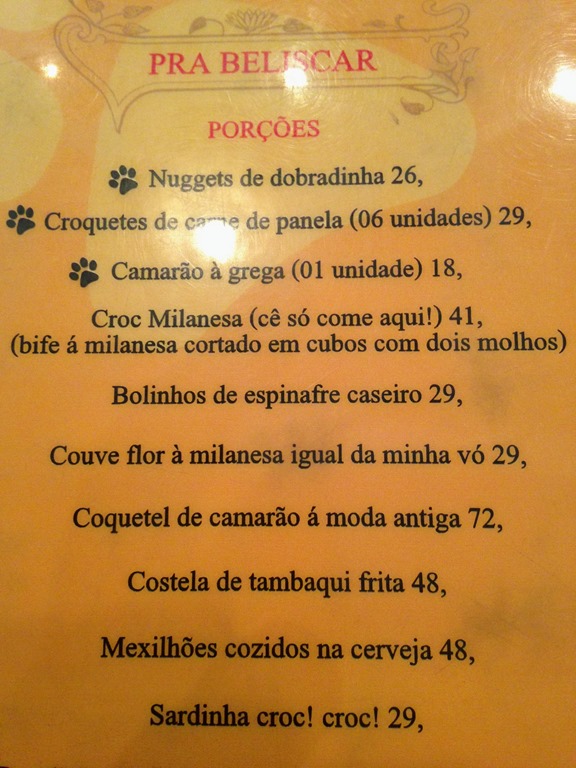 PRA BELISCAR
PORÇÕES
Nuggets de dobradinha 26,
Croquetes de carne de panela (06 unidades) 29,
Camarão à grega (01 unidade) 18,
Croc Milanesa (cê só come aqui!) 41,
(bife á milanesa cortado em cubos com dois molhos)
Bolinhos de espinafre caseiro 29,
Couve flor à milanesa igual da minha vó 29,
Coquetel de camarão á moda antiga 72,
Costela de tambaqui frita 48,
Mexilhões cozidos na cerveja 48,
Sardinha croc! croc! 29,